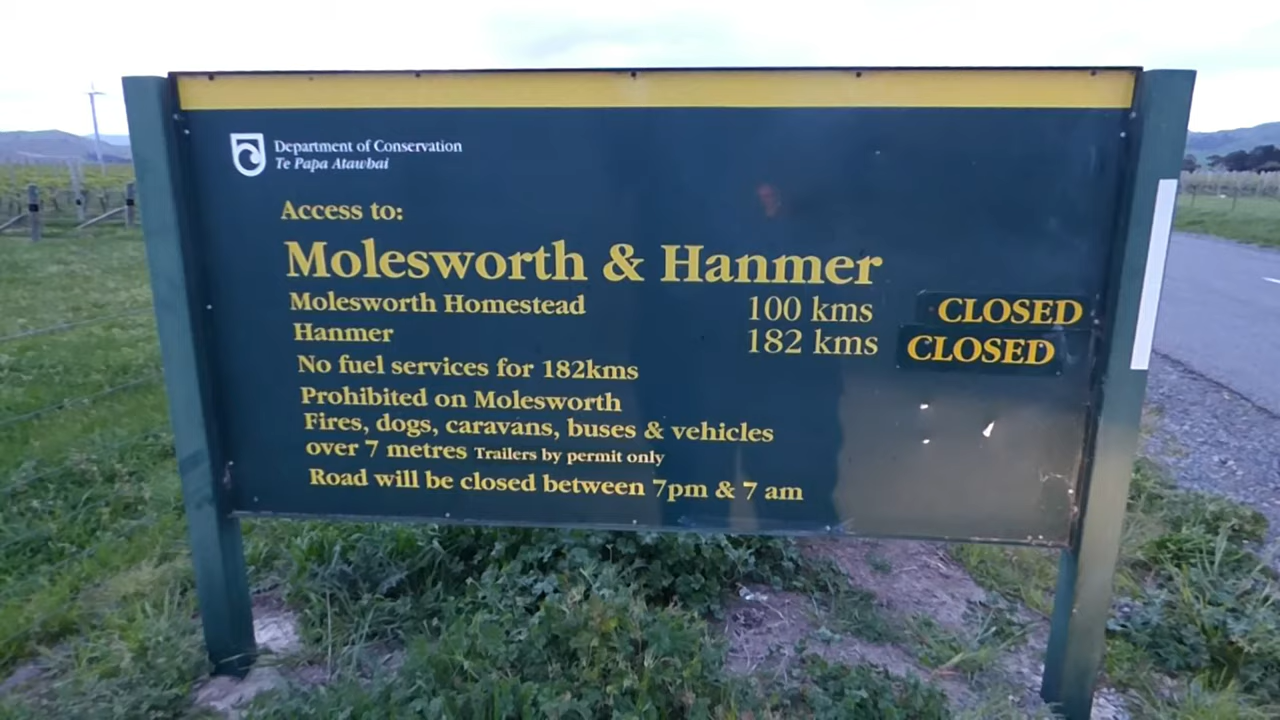 Department of Conservation
Te Papa Atawhai
Access to:
Molesworth & Hanmer
Molesworth Homestead 100 kms CLOSED
Hanmer 182 kms CLOSED
No fuel services for 182kms
Prohibited on Molesworth
Fires, dogs, caravans, buses & vehicles
over 7 metres Trailers by permit only
Road will be closed between 7pm & 7 am